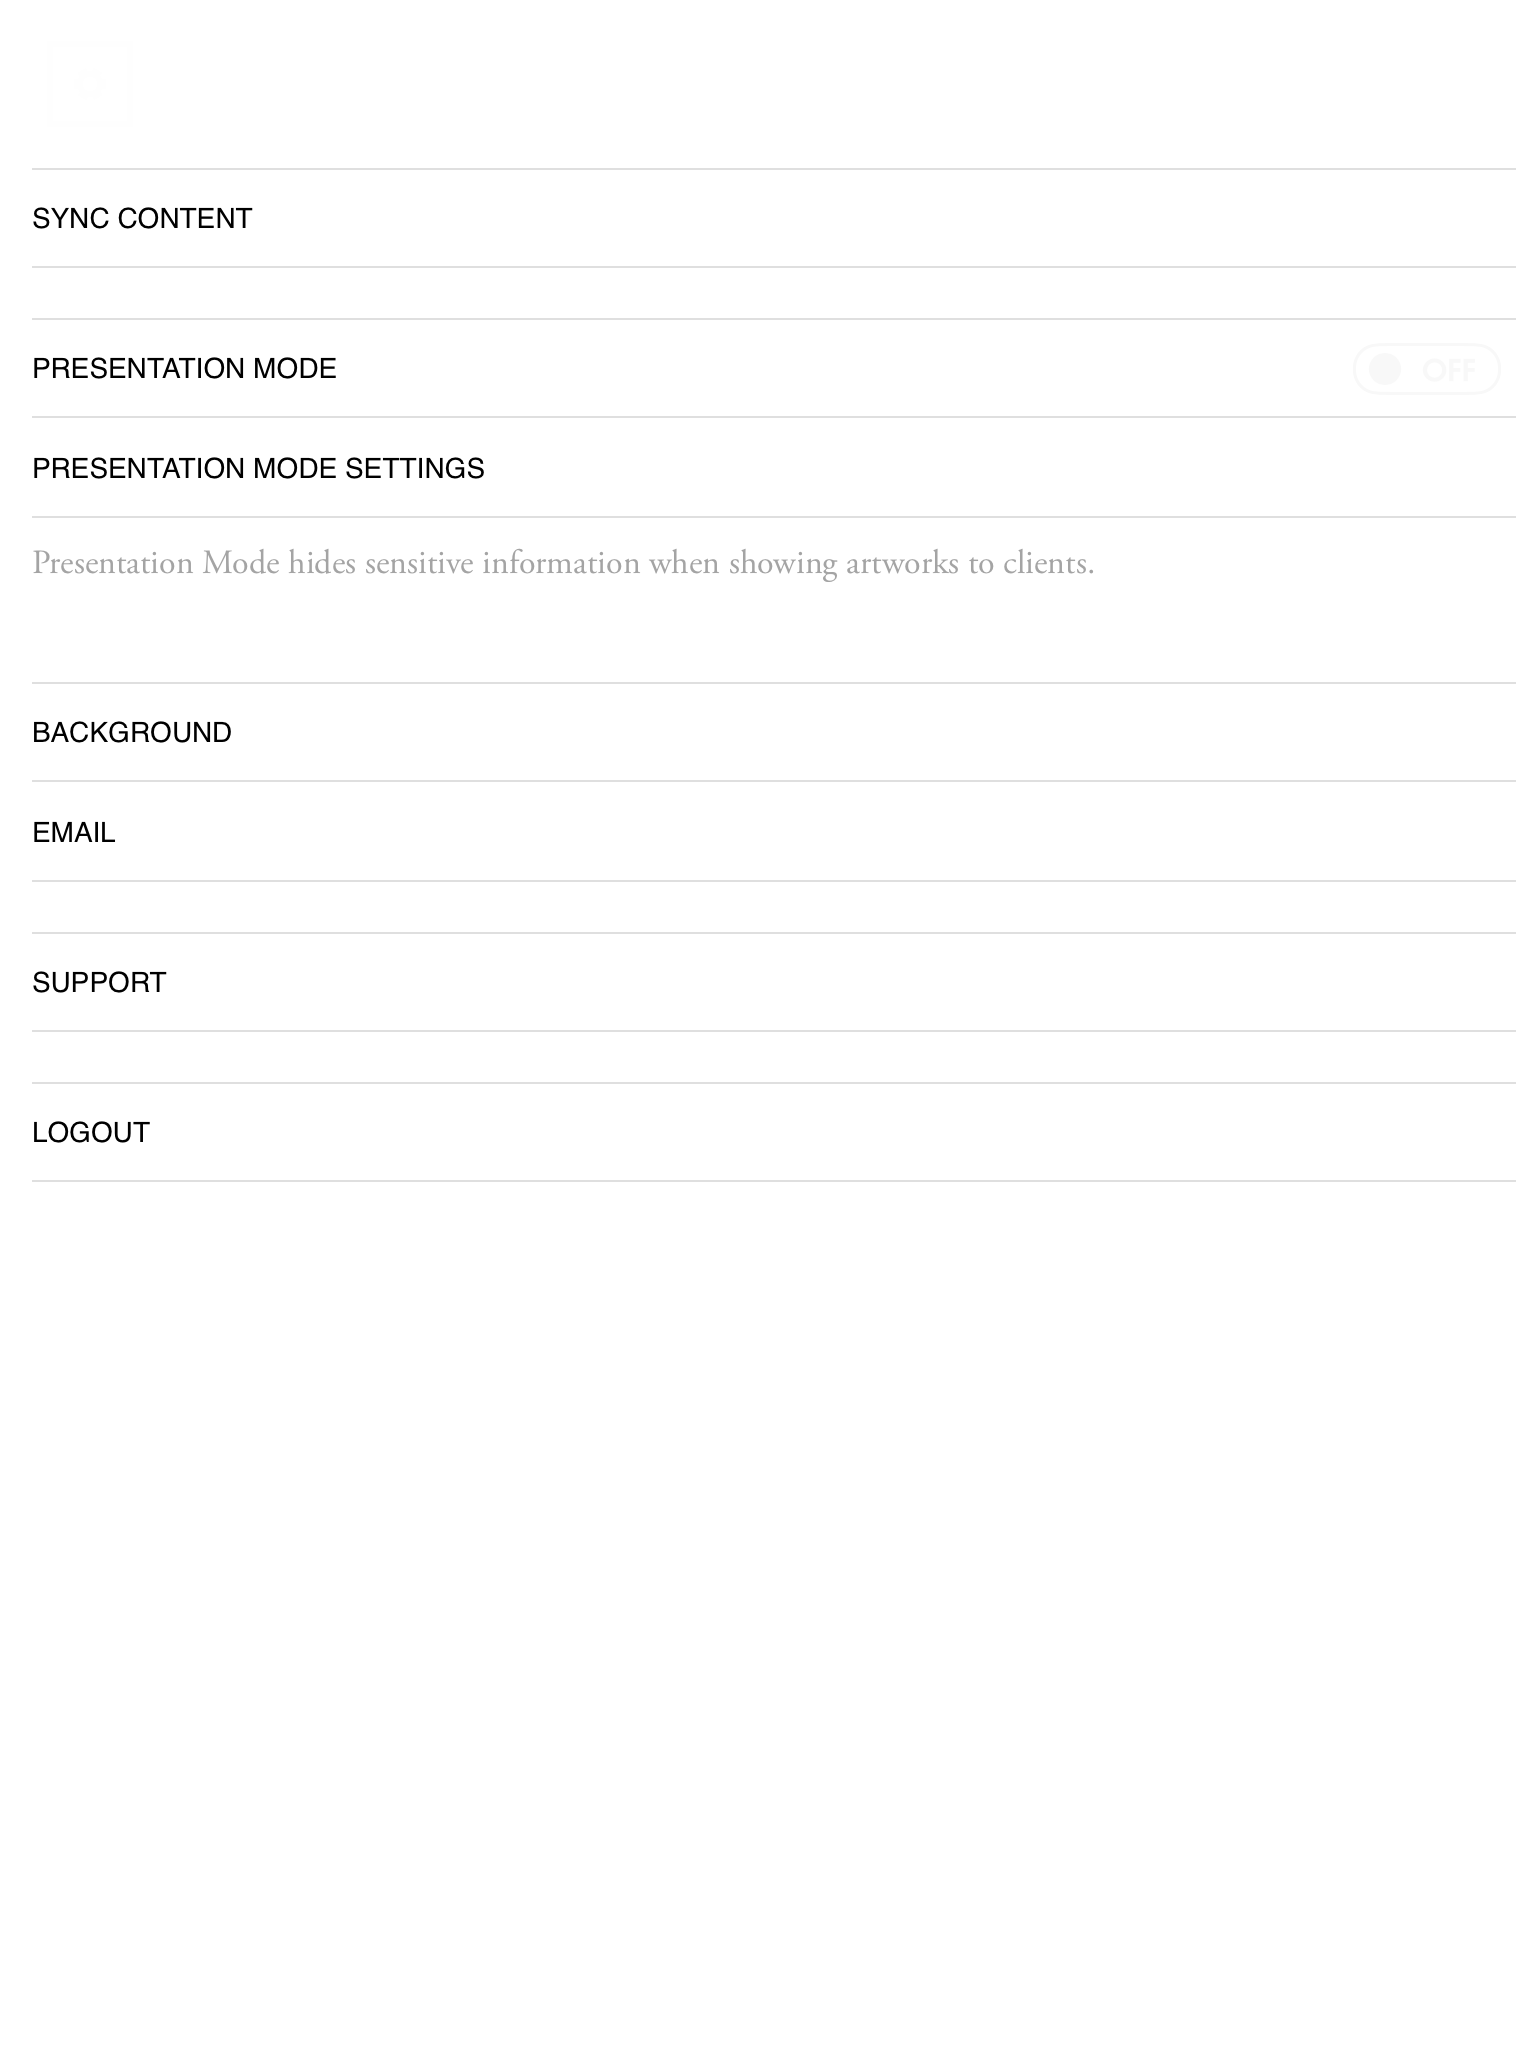 SYNC CONTENT
PRESENTATION MODE OFF
PRESENTATION MODE SETTINGS
Presentation Mode hides sensitive information when showing artworks to clients.
BACKGROUND
EMAIL
SUPPORT
LOGOUT